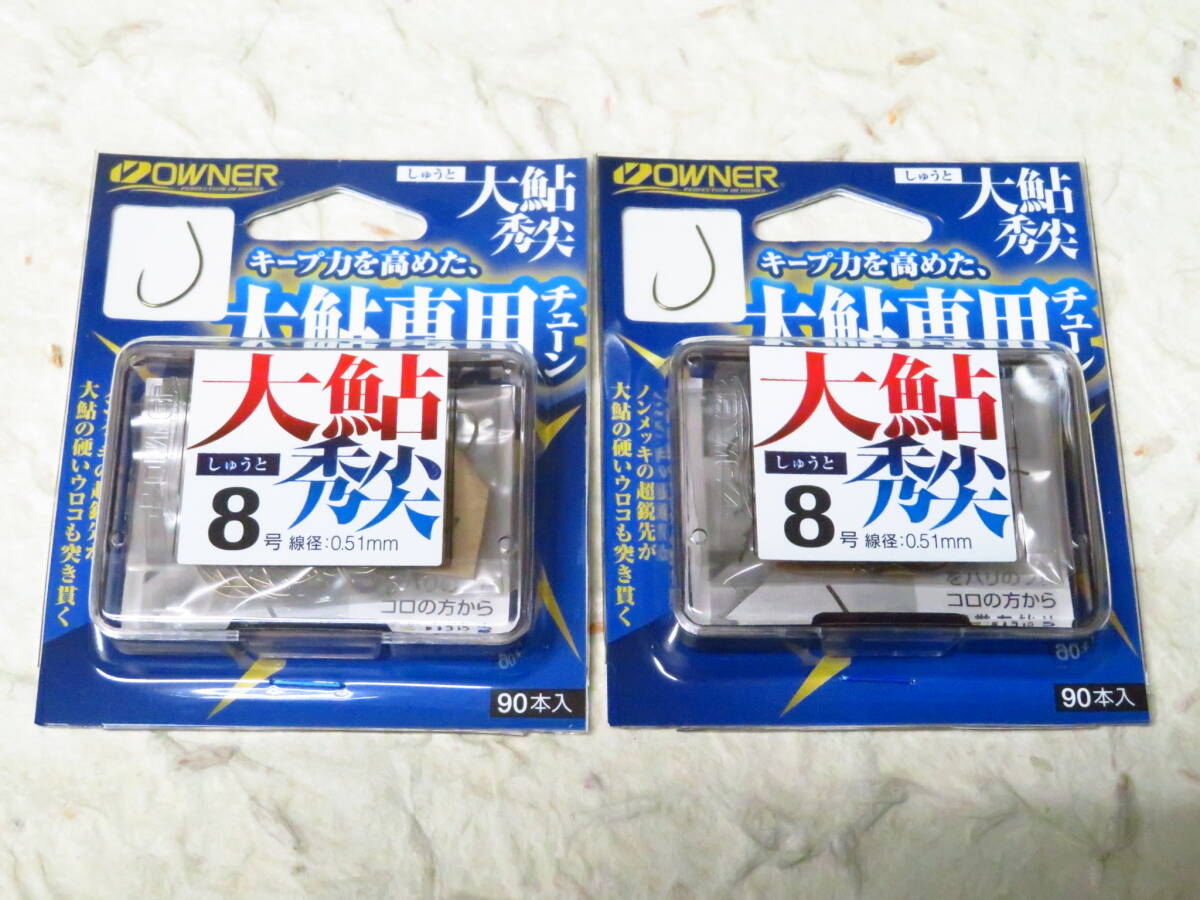 OWNER
PERFECTION IN HOOKS
しゅうと
大鮎
秀尖
キープ力を高めた、
大鮎専用
チューン
大鮎の硬いウロコも突き貫く
大鮎
しゅうと
秀尖
8号 線径:0.51mm
コロの方から
90本入
OWNER
PERFECTION IN HOOKS
しゅうと
大鮎
秀尖
キープ力を高めた、
大鮎専用
チューン
ノンメッキの超鋭先が
大鮎の硬いウロコも突き貫く
大鮎
しゅうと
秀尖
8号 線径:0.51mm
コロの方から
90本入